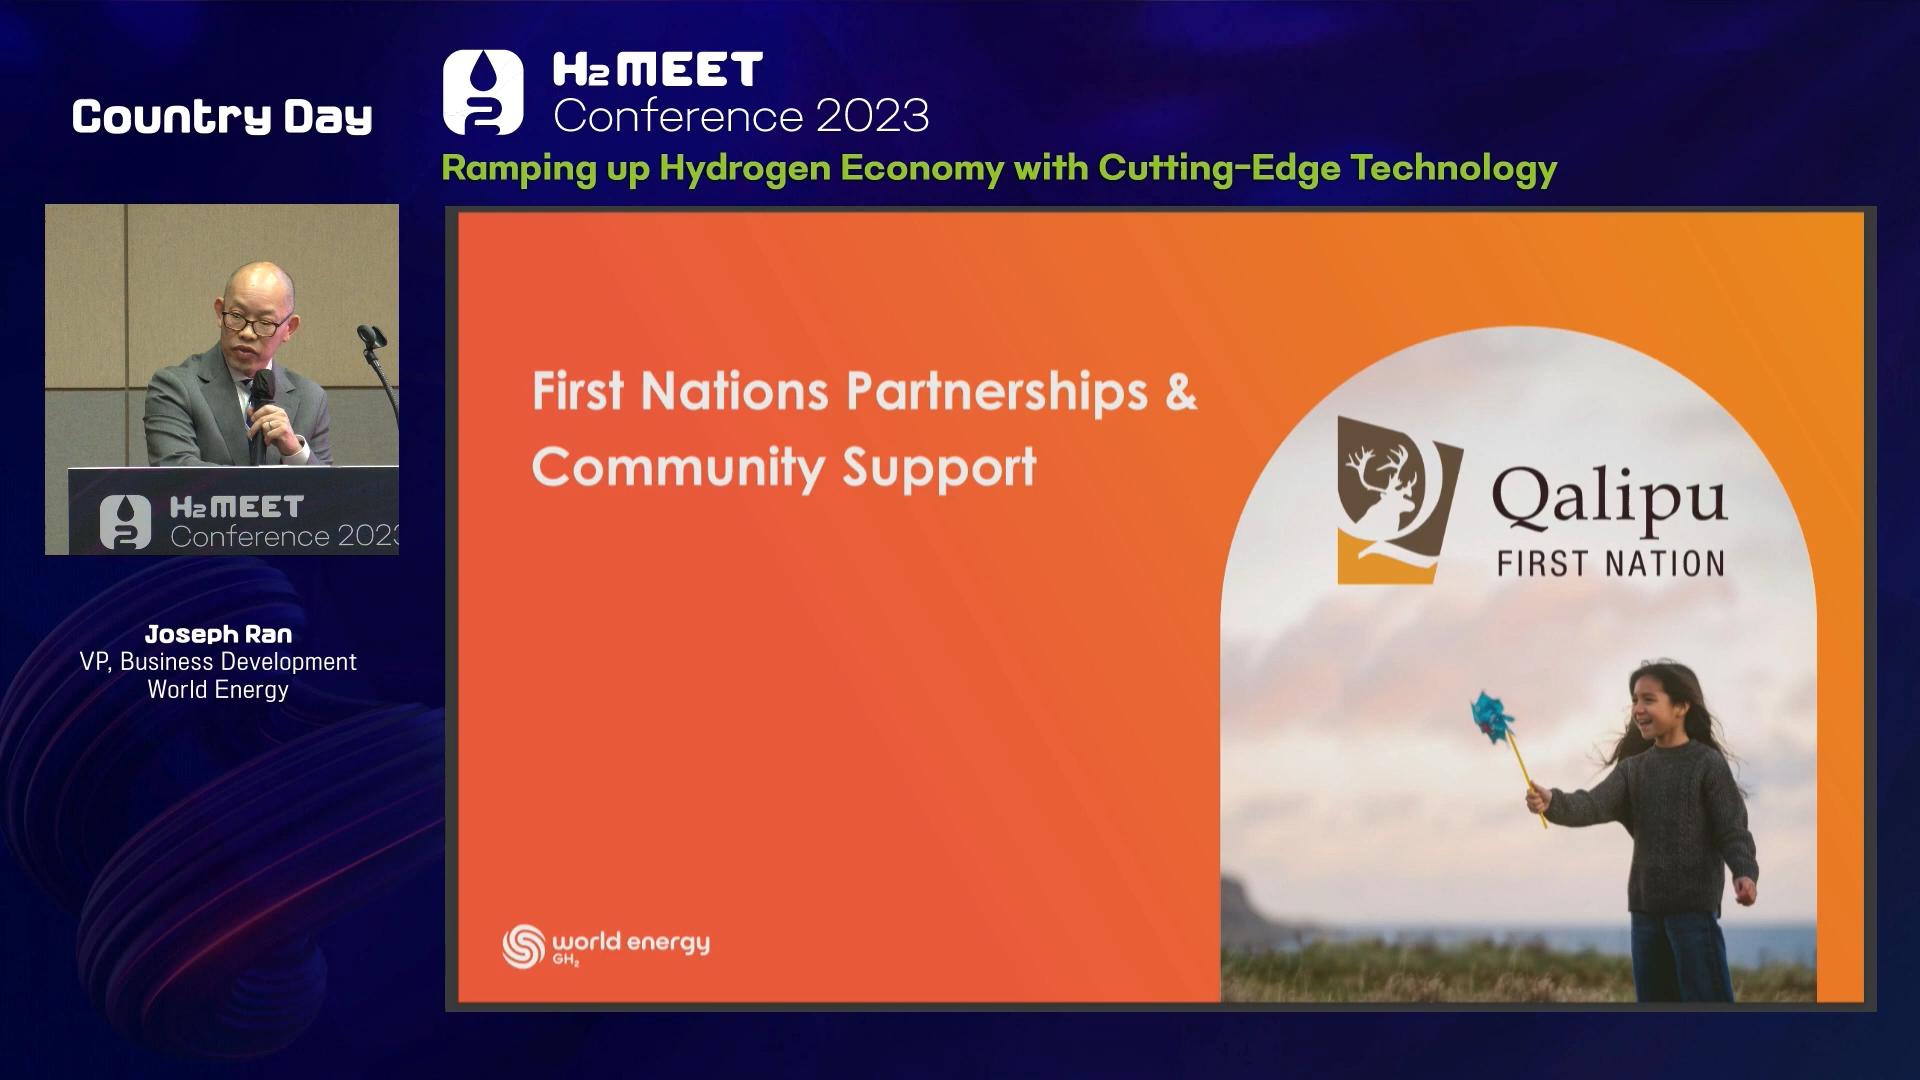 Country Day
H2 MEET
Conference 2023
Ramping up Hydrogen Economy with Cutting-Edge Technology
H2 MEET
Conference 2023
Joseph Ran
VP, Business Development
World Energy
First Nations Partnerships &
Community Support
Qalipu
FIRST NATION
world energy
GH2